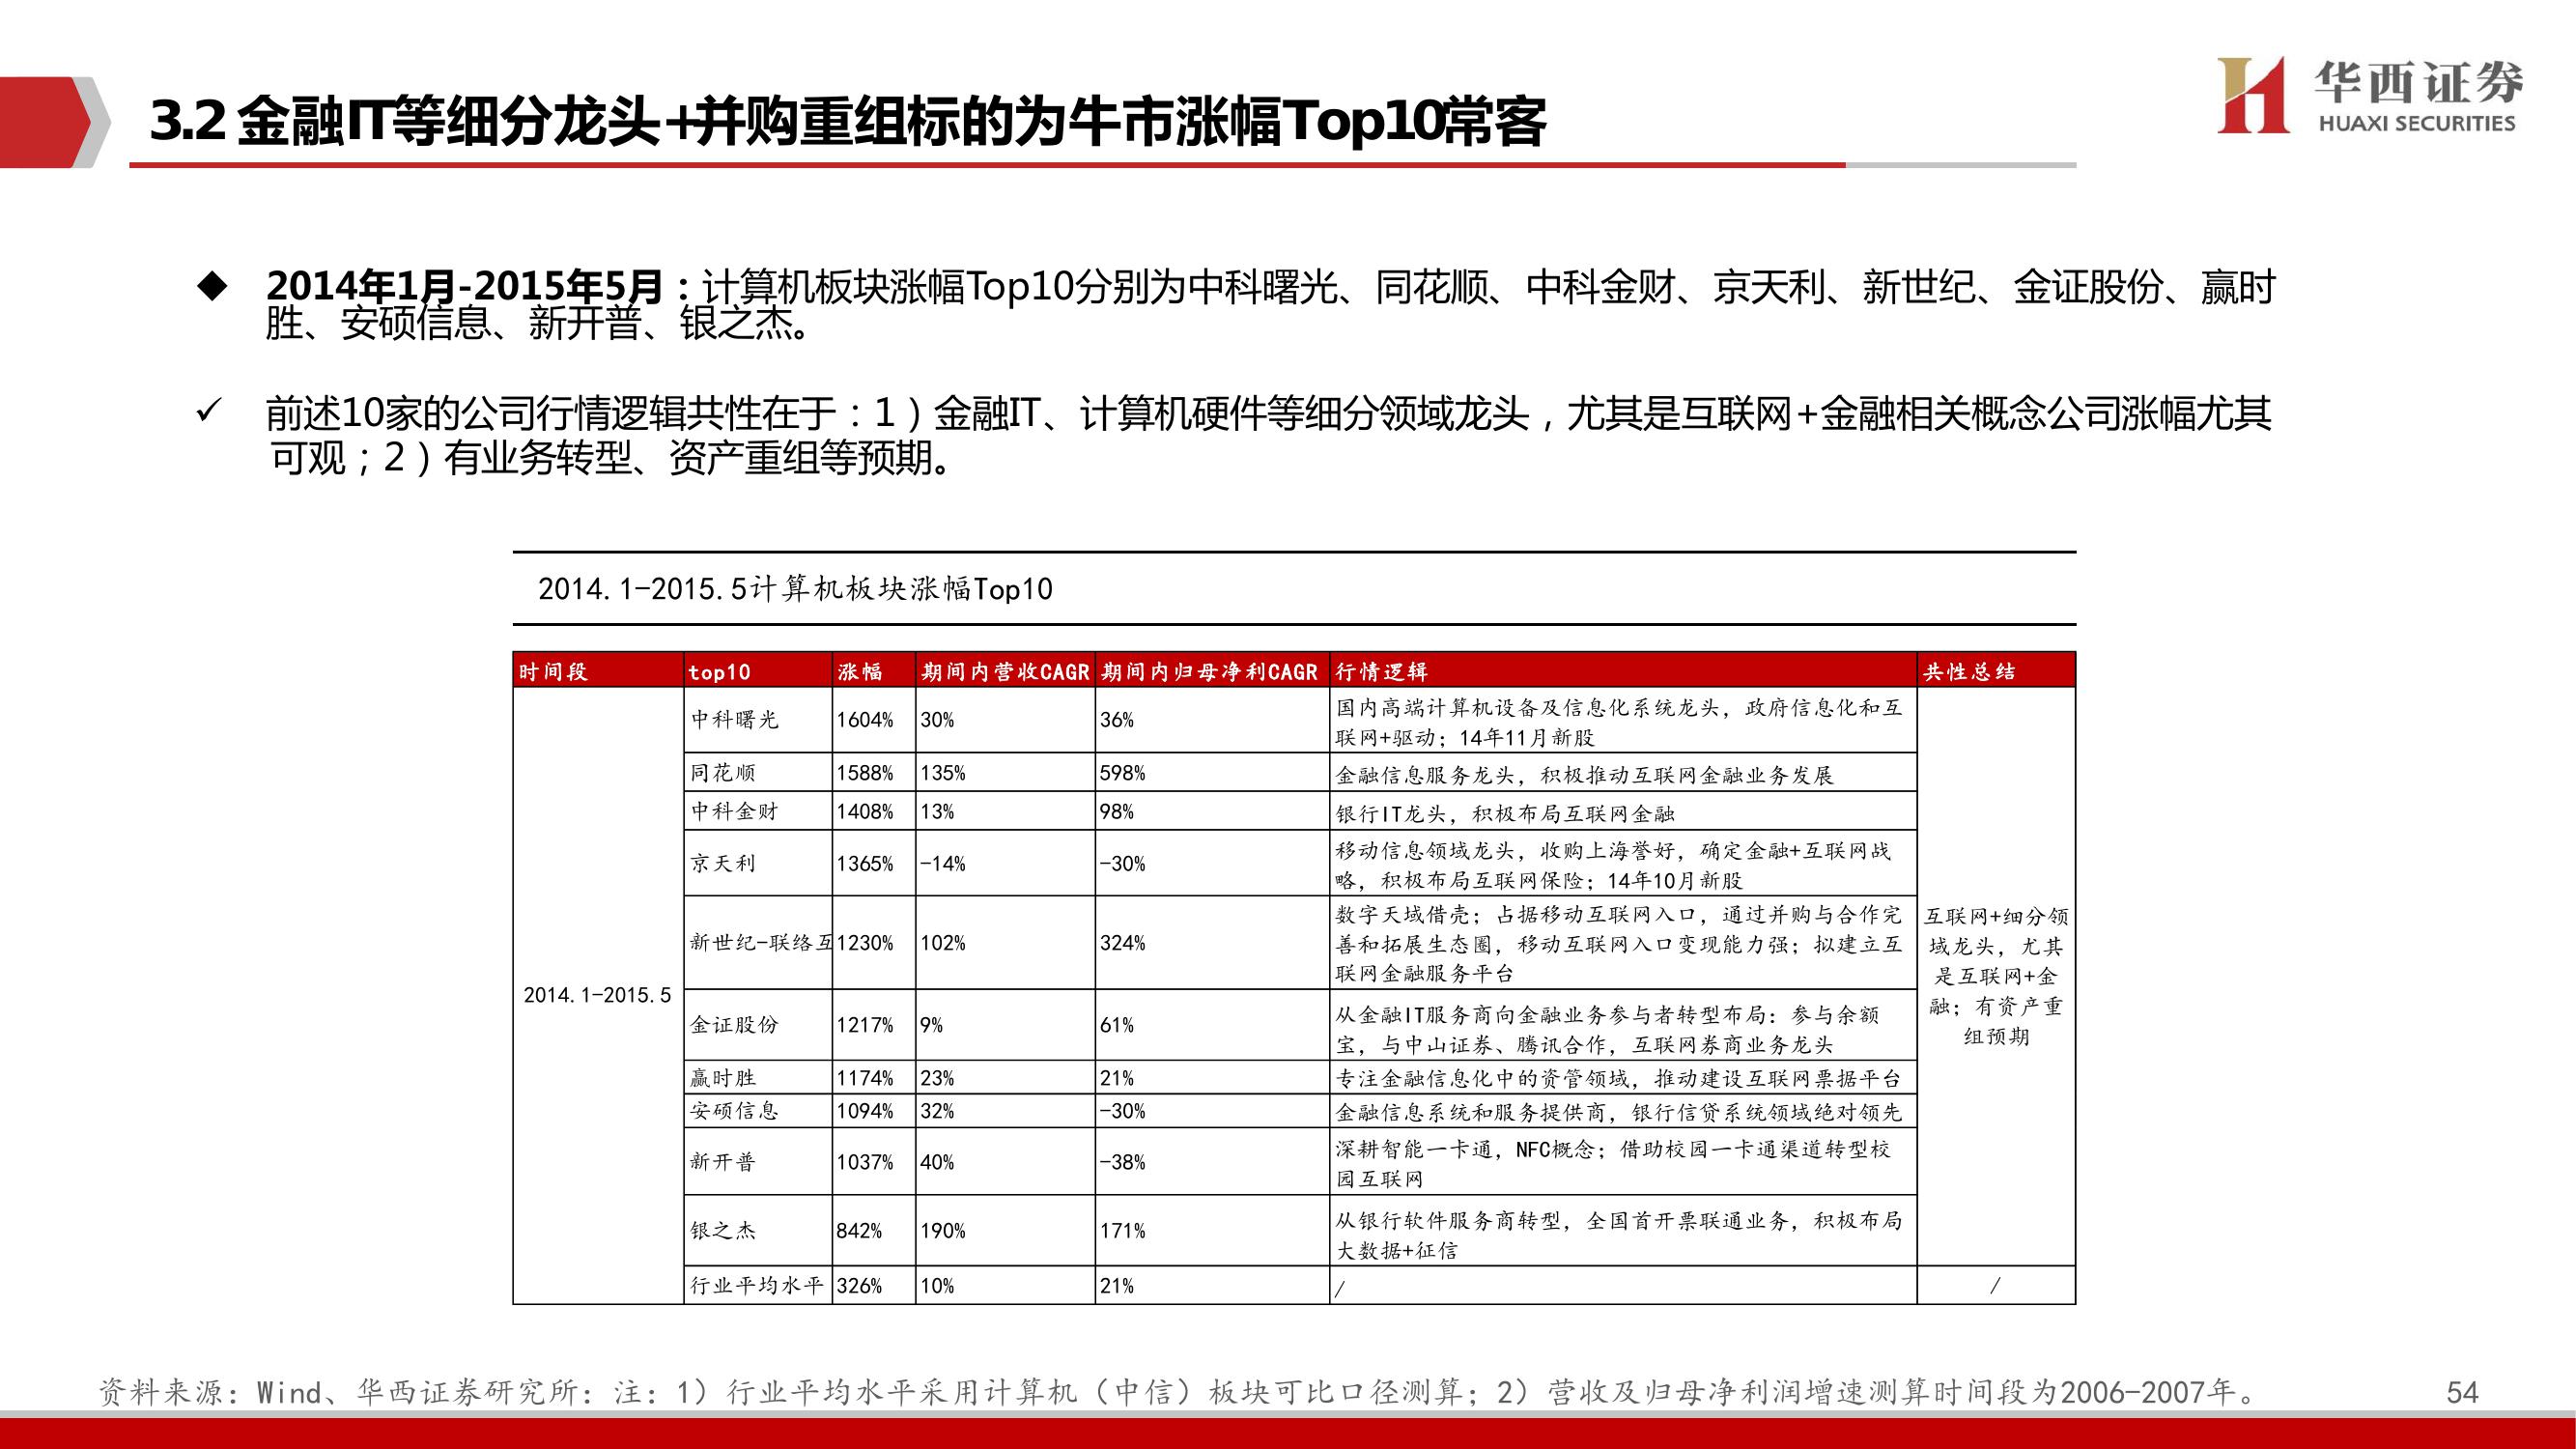 3.2 金融IT等细分龙头+并购重组标的为牛市涨幅Top10常客
华西证券
HUAXI SECURITIES
◆ 2014年1月-2015年5月：计算机板块涨幅Top10分别为中科曙光、同花顺、中科金财、京天利、新世纪、金证股份、赢时
胜、安硕信息、新开普、银之杰。
✓ 前述10家的公司行情逻辑共性在于：1）金融IT、计算机硬件等细分领域龙头，尤其是互联网+金融相关概念公司涨幅尤其
可观；2）有业务转型、资产重组等预期。
2014.1-2015.5计算机板块涨幅Top10
时间段 top10 涨幅 期间内营收CAGR 期间内归母净利CAGR 行情逻辑 共性总结
2014.1-2015.5
中科曙光 1604% 30% 36% 国内高端计算机设备及信息化系统龙头，政府信息化和互
联网+驱动；14年11月新股
同花顺 1588% 135% 598% 金融信息服务龙头，积极推动互联网金融业务发展
中科金财 1408% 13% 98% 银行IT龙头，积极布局互联网金融
京天利 1365% -14% -30% 移动信息领域龙头，收购上海誉好，确定金融+互联网战
略，积极布局互联网保险；14年10月新股
新世纪-联络互 1230% 102% 324% 数字天域借壳；占据移动互联网入口，通过并购与合作完
善和拓展生态圈，移动互联网入口变现能力强；拟建立互
联网金融服务平台
金证股份 1217% 9% 61% 从金融IT服务商向金融业务参与者转型布局：参与余额
宝，与中山证券、腾讯合作，互联网券商业务龙头
赢时胜 1174% 23% 21% 专注金融信息化中的资管领域，推动建设互联网票据平台
安硕信息 1094% 32% -30% 金融信息系统和服务提供商，银行信贷系统领域绝对领先
新开普 1037% 40% -38% 深耕智能一卡通，NFC概念；借助校园一卡通渠道转型校
园互联网
银之杰 842% 190% 171% 从银行软件服务商转型，全国首开票联通业务，积极布局
大数据+征信
互联网+细分领
域龙头，尤其
是互联网+金
融；有资产重
组预期
行业平均水平 326% 10% 21% / /
资料来源：Wind、华西证券研究所：注：1）行业平均水平采用计算机（中信）板块可比口径测算；2）营收及归母净利润增速测算时间段为2006-2007年。
54